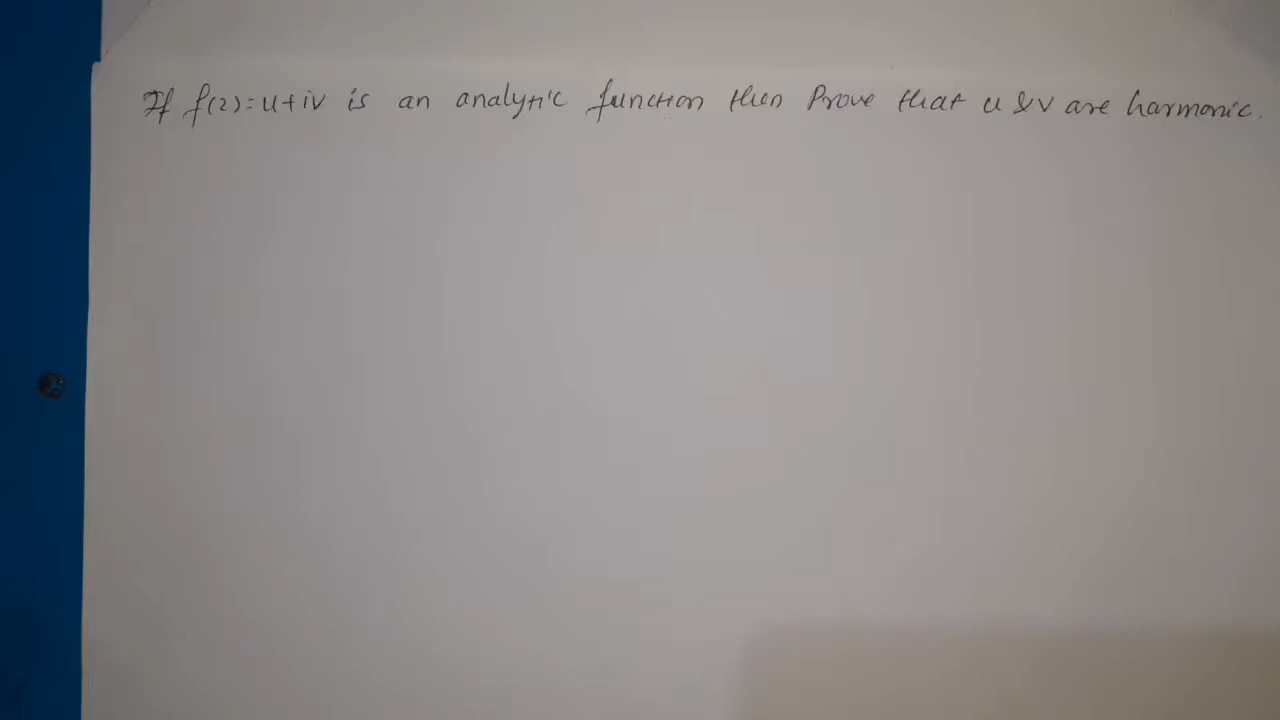 If f(z)=u+iv is an analytic function then Prove that u & v are harmonic.